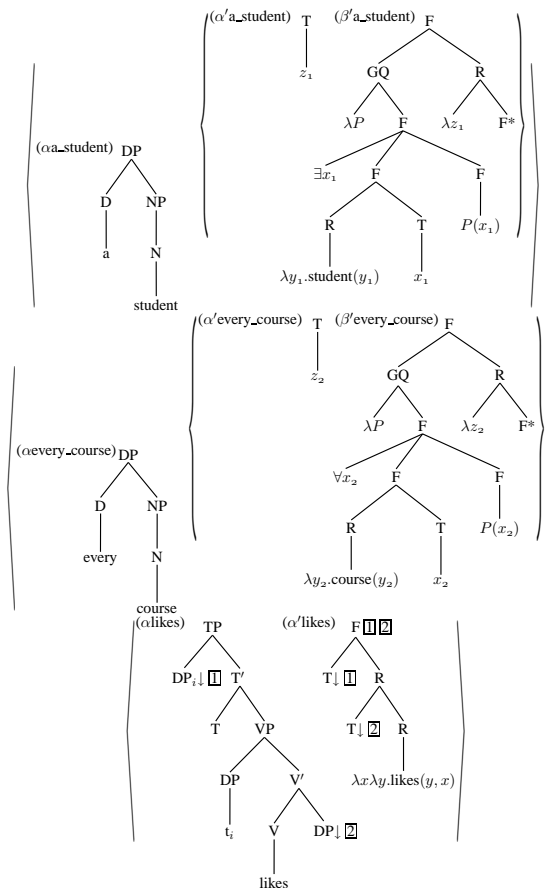 (α′a_student) T (β′a_student) F
z₁ GQ R
λP F λz₁ F*
(αa_student) DP
∃x₁ F F
D NP
R T P(x₁)
a N
λy₁.student(y₁) x₁
student
(α′every_course) T (β′every_course) F
z₂ GQ R
λP F λz₂ F*
(αevery_course) DP
∀x₂ F F
D NP
R T P(x₂)
every N
λy₂.course(y₂) x₂
course
(αlikes) TP (α′likes) F 1 2
DPᵢ↓ 1 T′ T↓ 1 R
T VP T↓ 2 R
DP V′ λxλy.likes(y, x)
tᵢ V DP↓ 2
likes